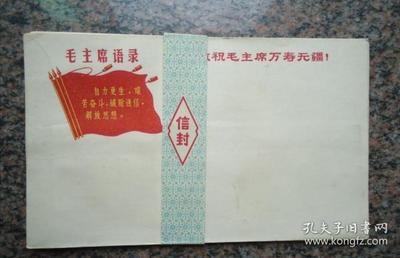 毛主席语录
自力更生，艰
苦奋斗，破除迷信，
解放思想。
祝毛主席万寿无疆！
信封
孔夫子旧书网
www.kongfz.com